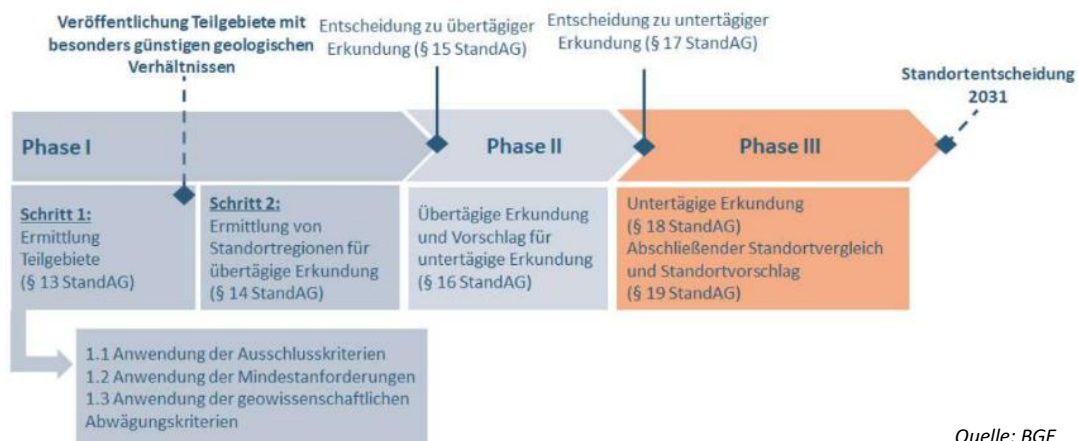 Veröffentlichung Teilgebiete mit
besonders günstigen geologischen
Verhältnissen
Entscheidung zu übertägiger
Erkundung (§ 15 StandAG)
Entscheidung zu untertägiger
Erkundung (§ 17 StandAG)
Standortentscheidung
2031
Phase I
Phase II
Phase III
Schritt 1:
Ermittlung
Teilgebiete
(§ 13 StandAG)
Schritt 2:
Ermittlung von
Standortregionen für
übertägige Erkundung
(§ 14 StandAG)
Übertägige Erkundung
und Vorschlag für
untertägige Erkundung
(§ 16 StandAG)
Untertägige Erkundung
(§ 18 StandAG)
Abschließender Standortvergleich
und Standortvorschlag
(§ 19 StandAG)
1.1 Anwendung der Ausschlusskriterien
1.2 Anwendung der Mindestanforderungen
1.3 Anwendung der geowissenschaftlichen
Abwägungskriterien
Quelle: BGE